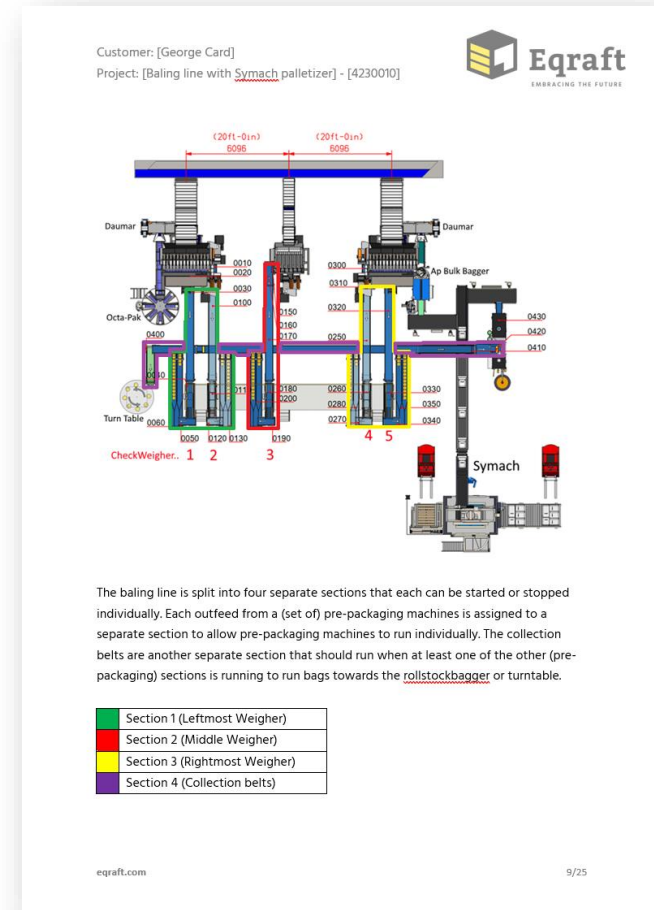 Customer: [George Card]
Project: [Baling line with Symach palletizer] - [4230010]
Eqraft
EMBRACING THE FUTURE
(20ft-0in)
6096
(20ft-0in)
6096
Daumar
Daumar
0010
0020
0030
0100
0300
0310
Ap Bulk Bagger
Octa-Pak
0150
0160
0170
0320
0250
0430
0420
0410
0400
0180
0200
0260
0280
0270
0330
0350
0340
Turn Table
0060
0050
0120
0130
0190
CheckWeigher..
1
2
3
4
5
Symach
The baling line is split into four separate sections that each can be started or stopped
individually. Each outfeed from a (set of) pre-packaging machines is assigned to a
separate section to allow pre-packaging machines to run individually. The collection
belts are another separate section that should run when at least one of the other (pre-
packaging) sections is running to run bags towards the rollstockbagger or turntable.
Section 1 (Leftmost Weigher)
Section 2 (Middle Weigher)
Section 3 (Rightmost Weigher)
Section 4 (Collection belts)
eqraft.com
9/25